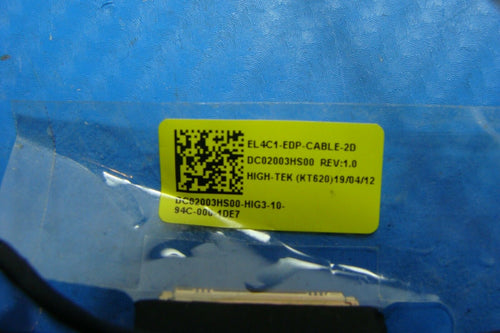 EL4C1-EDP-CABLE-2D
DC02003HS00 REV:1.0
HIGH-TEK (KT620)19/04/12
DC02003HS00-HIG3-10-
94C-000-1DE7